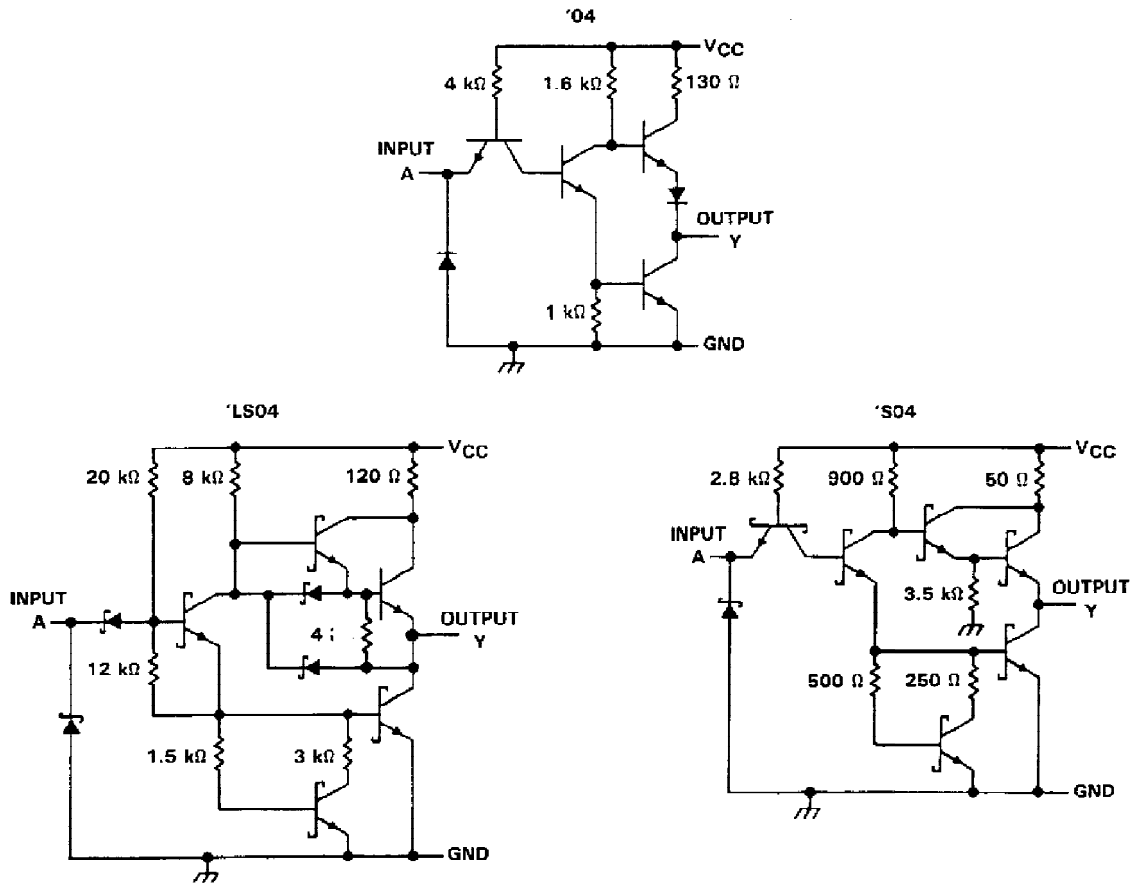 '04
VCC
4 kΩ
1.6 kΩ
130 Ω
INPUT
A
OUTPUT
Y
1 kΩ
GND
'LS04
VCC
20 kΩ
8 kΩ
120 Ω
INPUT
A
OUTPUT
Y
4
12 kΩ
1.5 kΩ
3 kΩ
GND
'S04
VCC
2.8 kΩ
900 Ω
50 Ω
INPUT
A
3.5 kΩ
OUTPUT
Y
500 Ω
250 Ω
GND